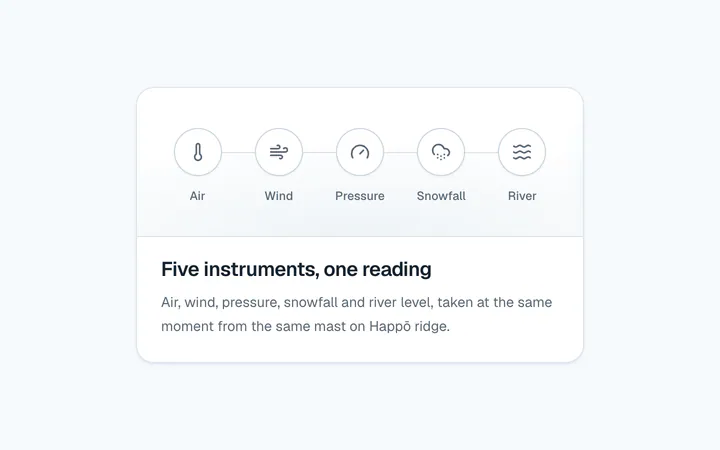 Air
Wind
Pressure
Snowfall
River
Five instruments, one reading
Air, wind, pressure, snowfall and river level, taken at the same
moment from the same mast on Happō ridge.